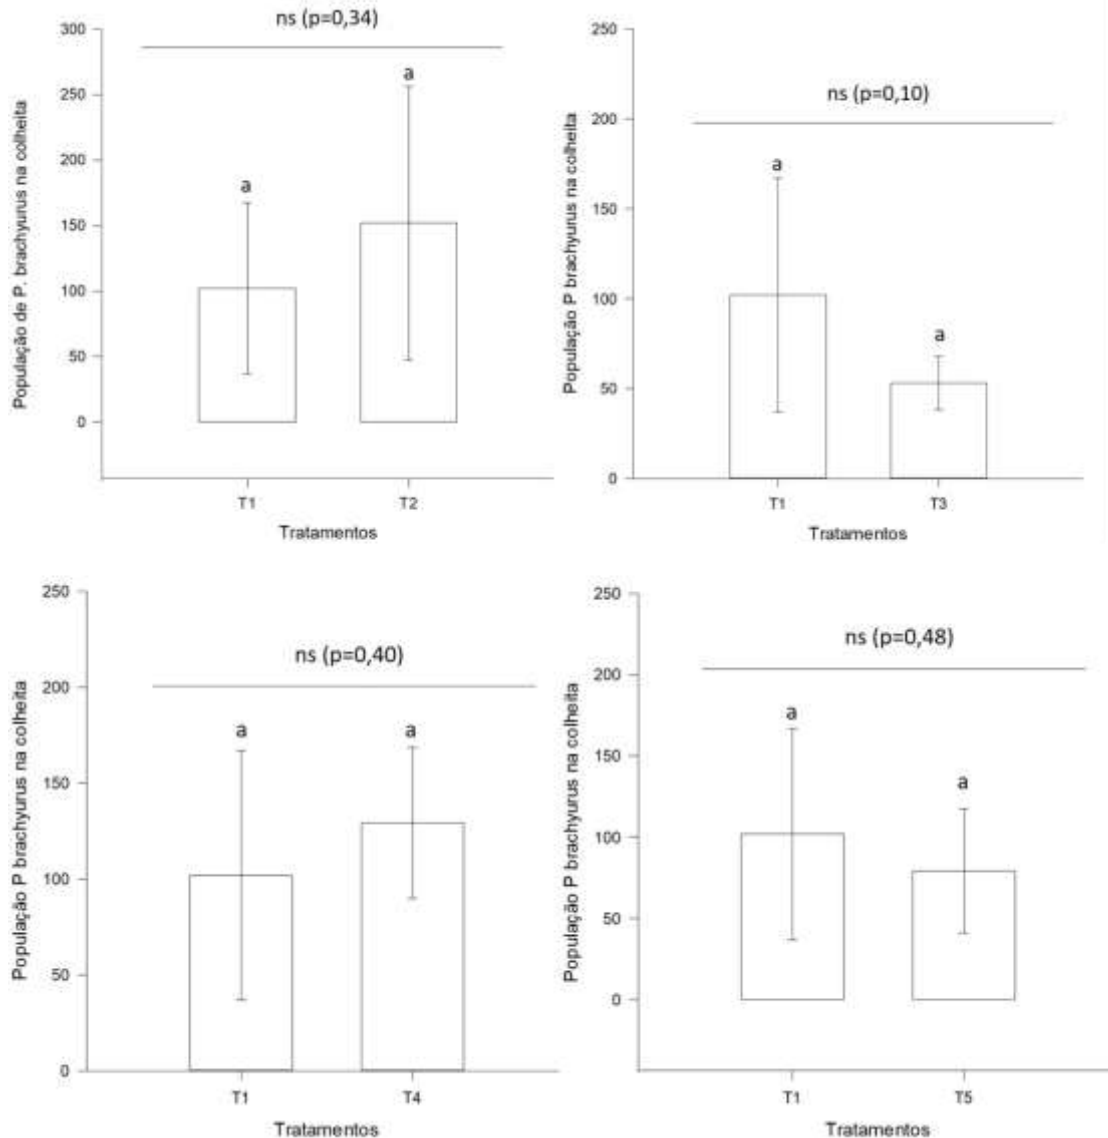 ns (p=0,34)
300
250
200
150
100
50
0
a
a
População de P. brachyurus na colheita
T1
T2
Tratamentos
ns (p=0,10)
250
200
150
100
50
0
a
a
População P brachyurus na colheita
T1
T3
Tratamentos
ns (p=0,40)
250
200
150
100
50
0
a
a
População P brachyurus na colheita
T1
T4
Tratamentos
ns (p=0,48)
250
200
150
100
50
0
a
a
População P brachyurus na colheita
T1
T5
Tratamentos